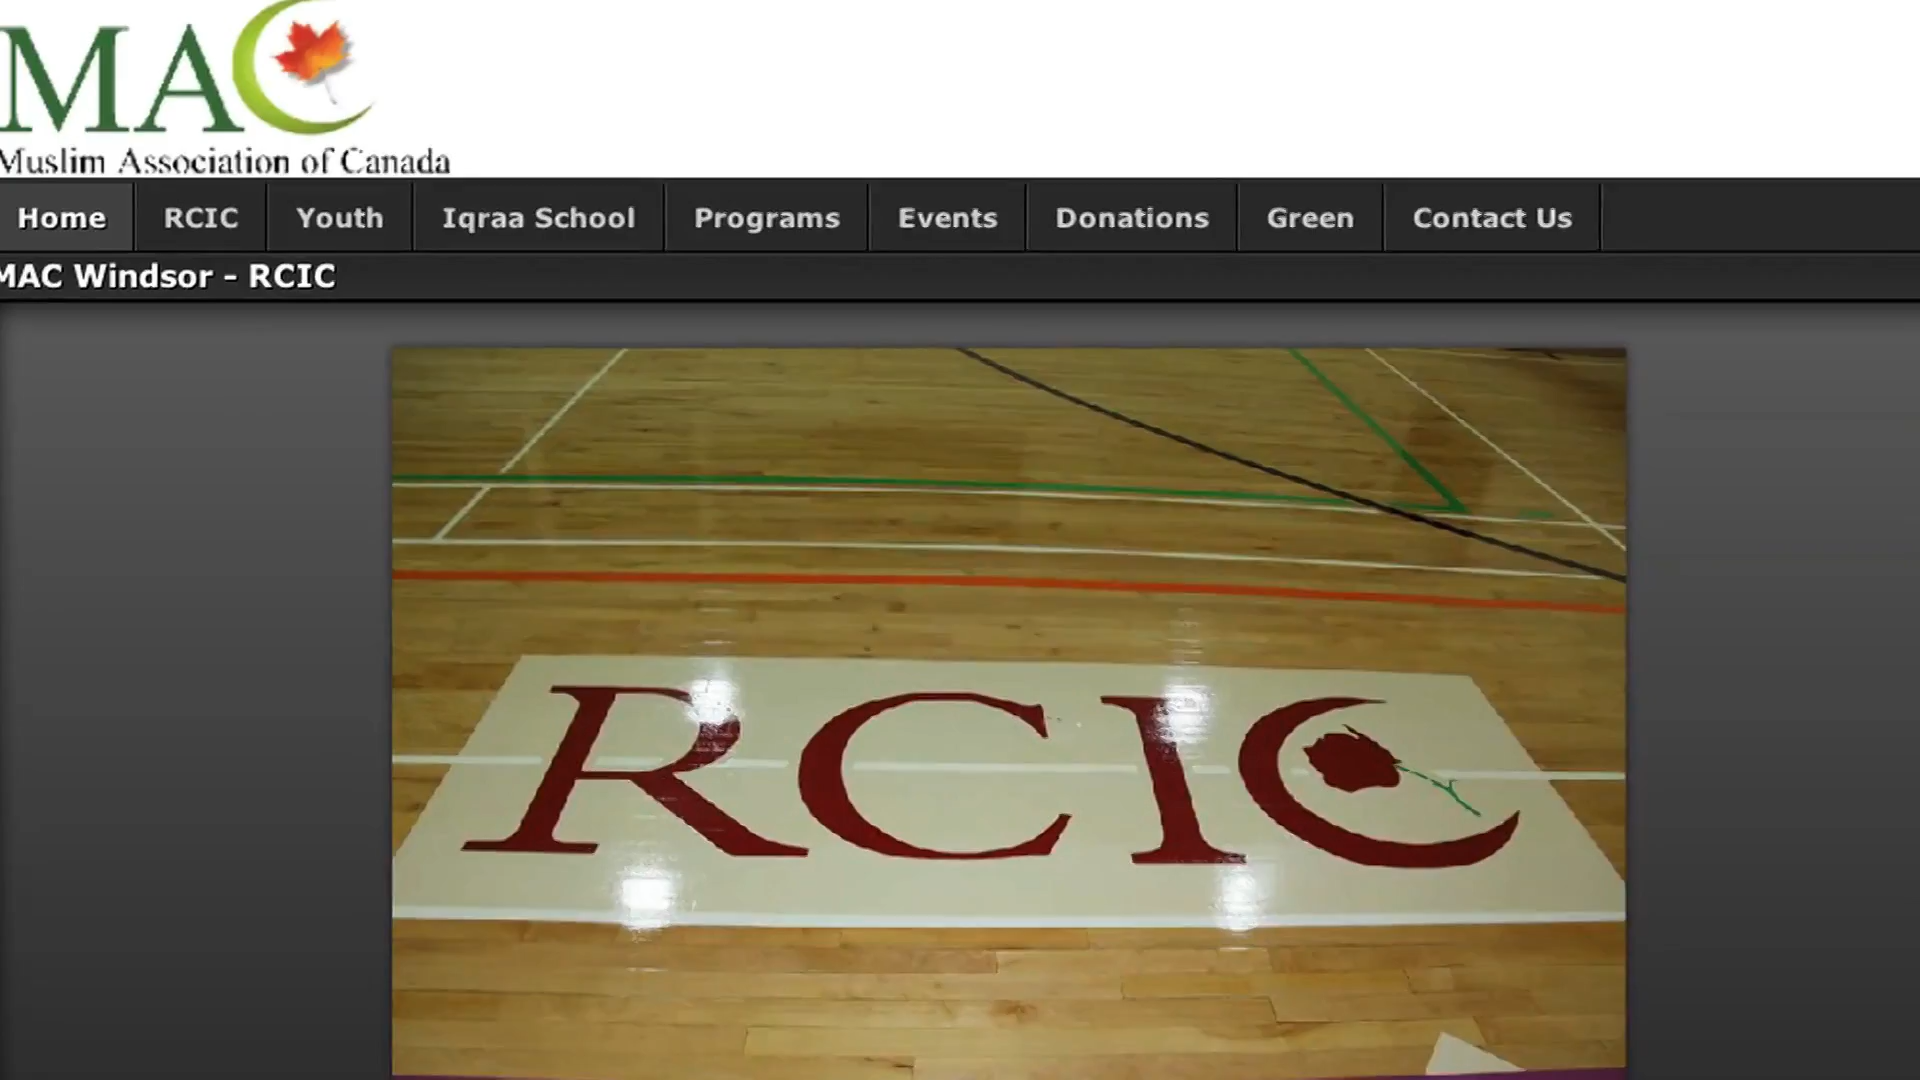 MAC
Muslim Association of Canada
Home RCIC Youth Iqraa School Programs Events Donations Green Contact Us
MAC Windsor - RCIC
RCIC